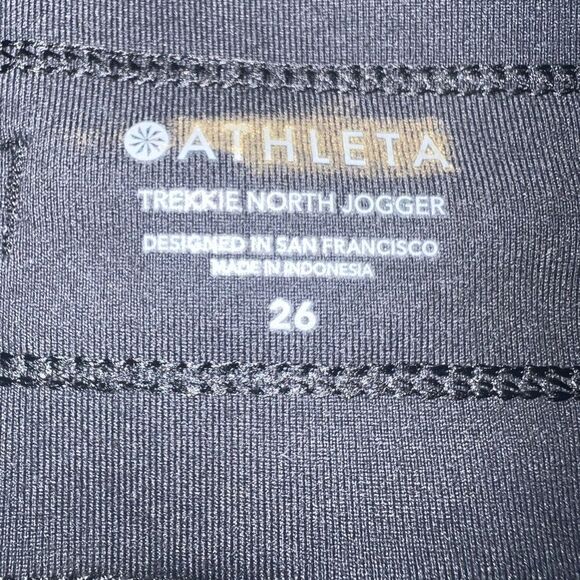 ATHLETA
TREKKIE NORTH JOGGER
DESIGNED IN SAN FRANCISCO
MADE IN INDONESIA
26